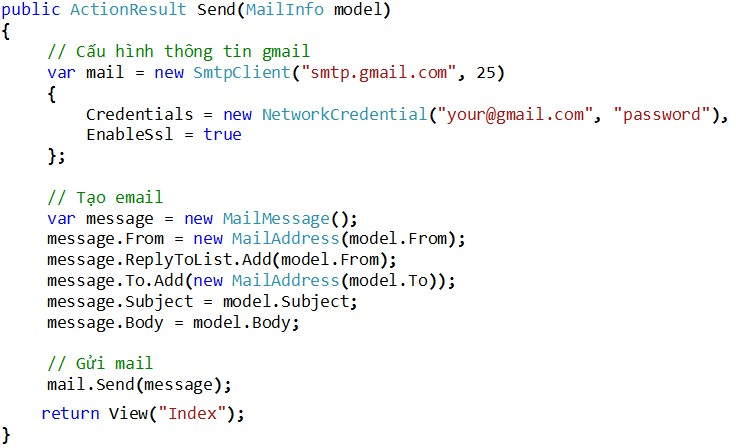 public ActionResult Send(MailInfo model)
{
    // Cấu hình thông tin gmail
    var mail = new SmtpClient("smtp.gmail.com", 25)
    {
        Credentials = new NetworkCredential("your@gmail.com", "password"),
        EnableSsl = true
    };

    // Tạo email
    var message = new MailMessage();
    message.From = new MailAddress(model.From);
    message.ReplyToList.Add(model.From);
    message.To.Add(new MailAddress(model.To));
    message.Subject = model.Subject;
    message.Body = model.Body;

    // Gửi mail
    mail.Send(message);
    return View("Index");
}